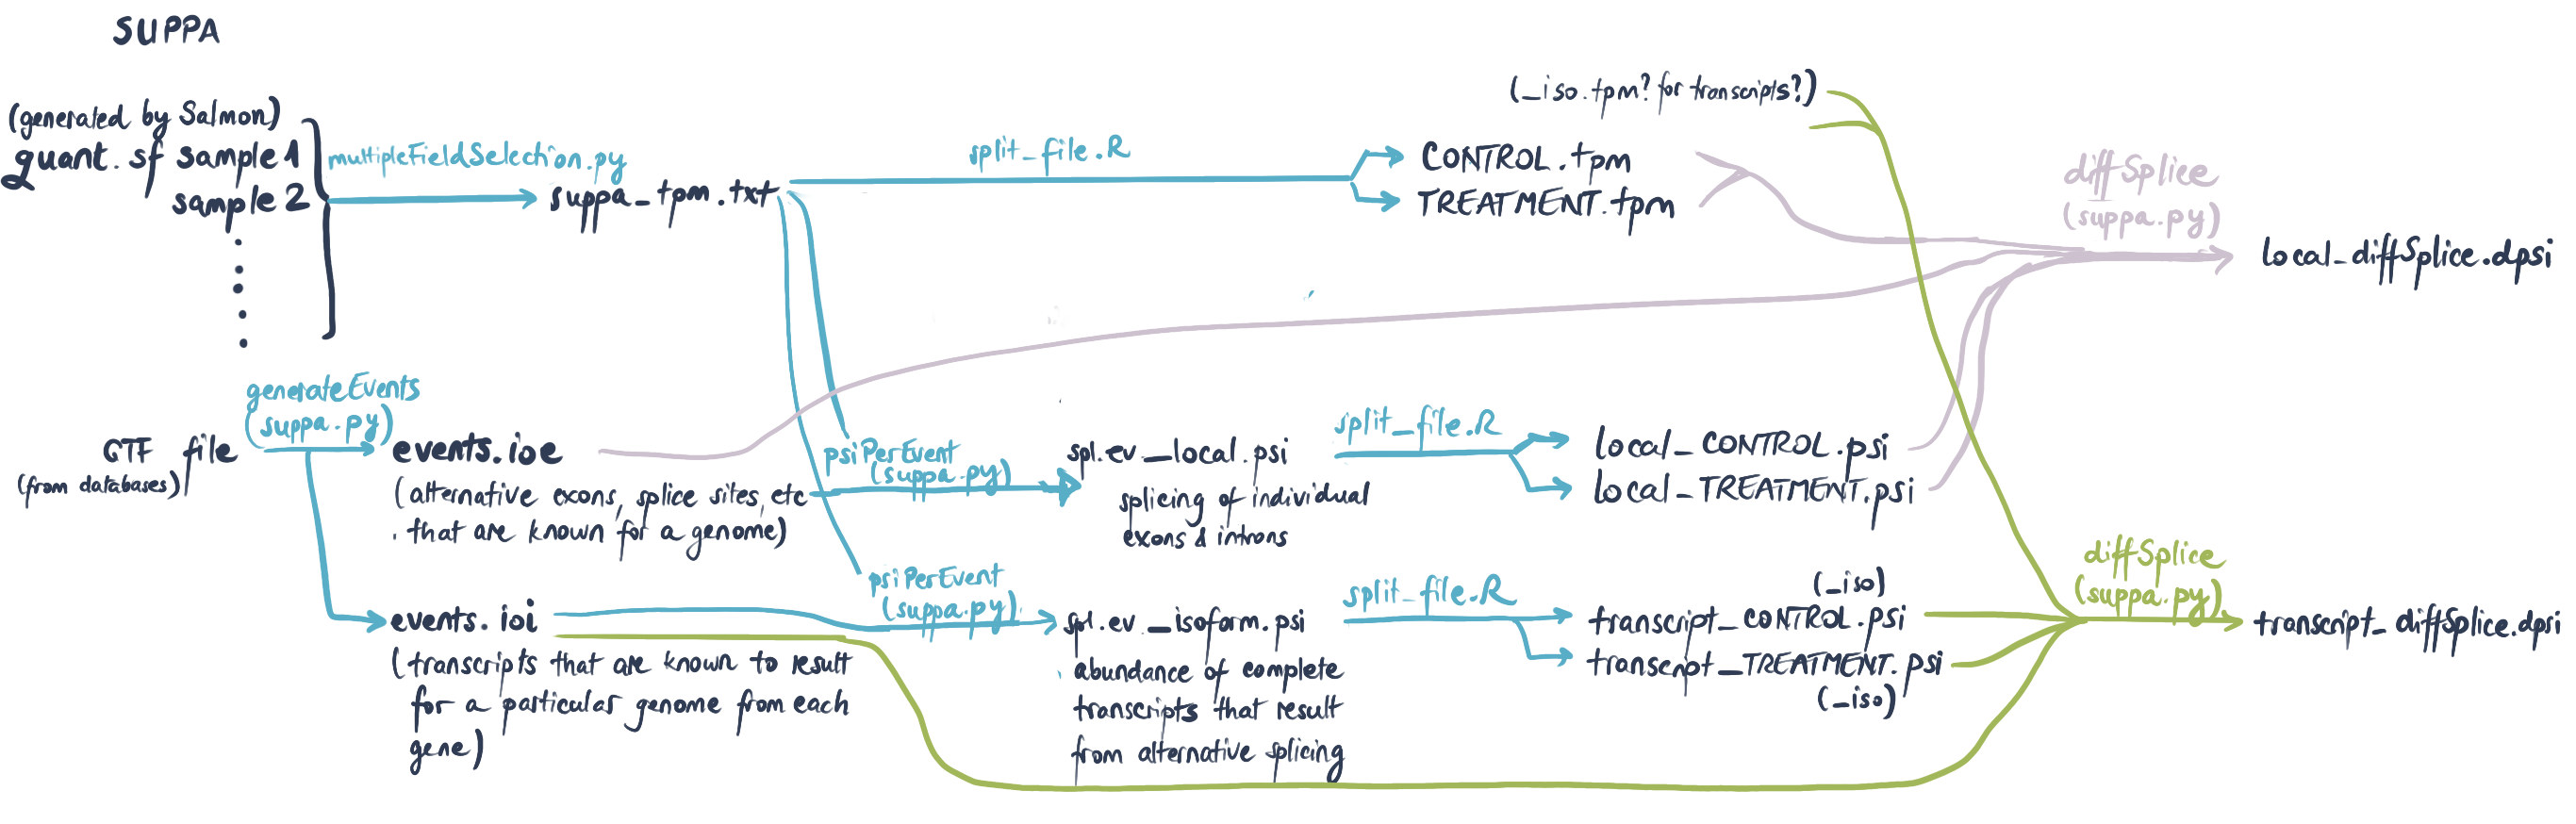 SUPPA
(generated by Salmon)
quant.sf sample 1
sample 2
multipleFieldSelection.py
suppa_tpm.txt
split_file.R
(_iso.tpm? for transcripts?)
CONTROL.tpm
TREATMENT.tpm
diffSplice
(suppa.py)
local_diffSplice.dpsi
generateEvents
(suppa.py)
GTF file
(from databases)
events.ioe
(alternative exons, splice sites, etc
that are known for a genome)
psiPerEvent
(suppa.py)
spl.ev_local.psi
splicing of individual
exons & introns
split_file.R
local_CONTROL.psi
local_TREATMENT.psi
events.ioi
(transcripts that are known to result
for a particular genome from each
gene)
psiPerEvent
(suppa.py)
spl.ev_isoform.psi
abundance of complete
transcripts that result
from alternative splicing
split_file.R
(_iso)
transcript_CONTROL.psi
transcript_TREATMENT.psi
(_iso)
diffSplice
(suppa.py)
transcript_diffSplice.dpsi